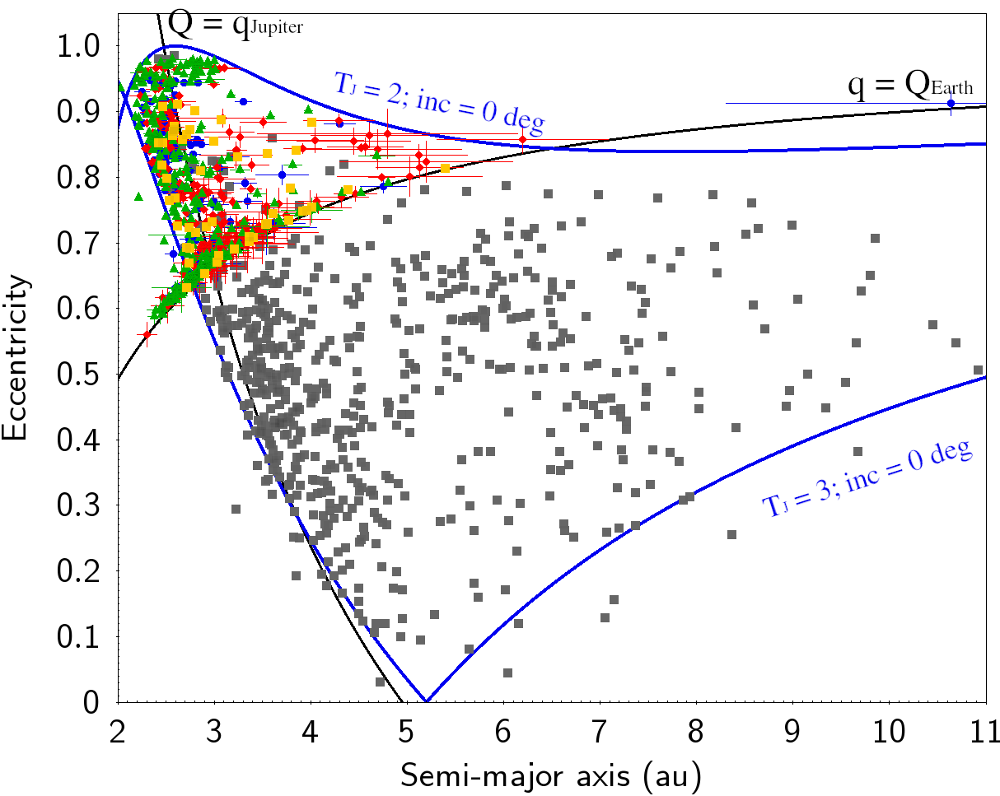 Q = qJupiter
1.0
TJ = 2; inc = 0 deg
q = QEarth
0.9
0.8
0.7
0.6
0.5
0.4
0.3
0.2
0.1
0
TJ = 3; inc = 0 deg
Eccentricity
2 3 4 5 6 7 8 9 10 11
Semi-major axis (au)